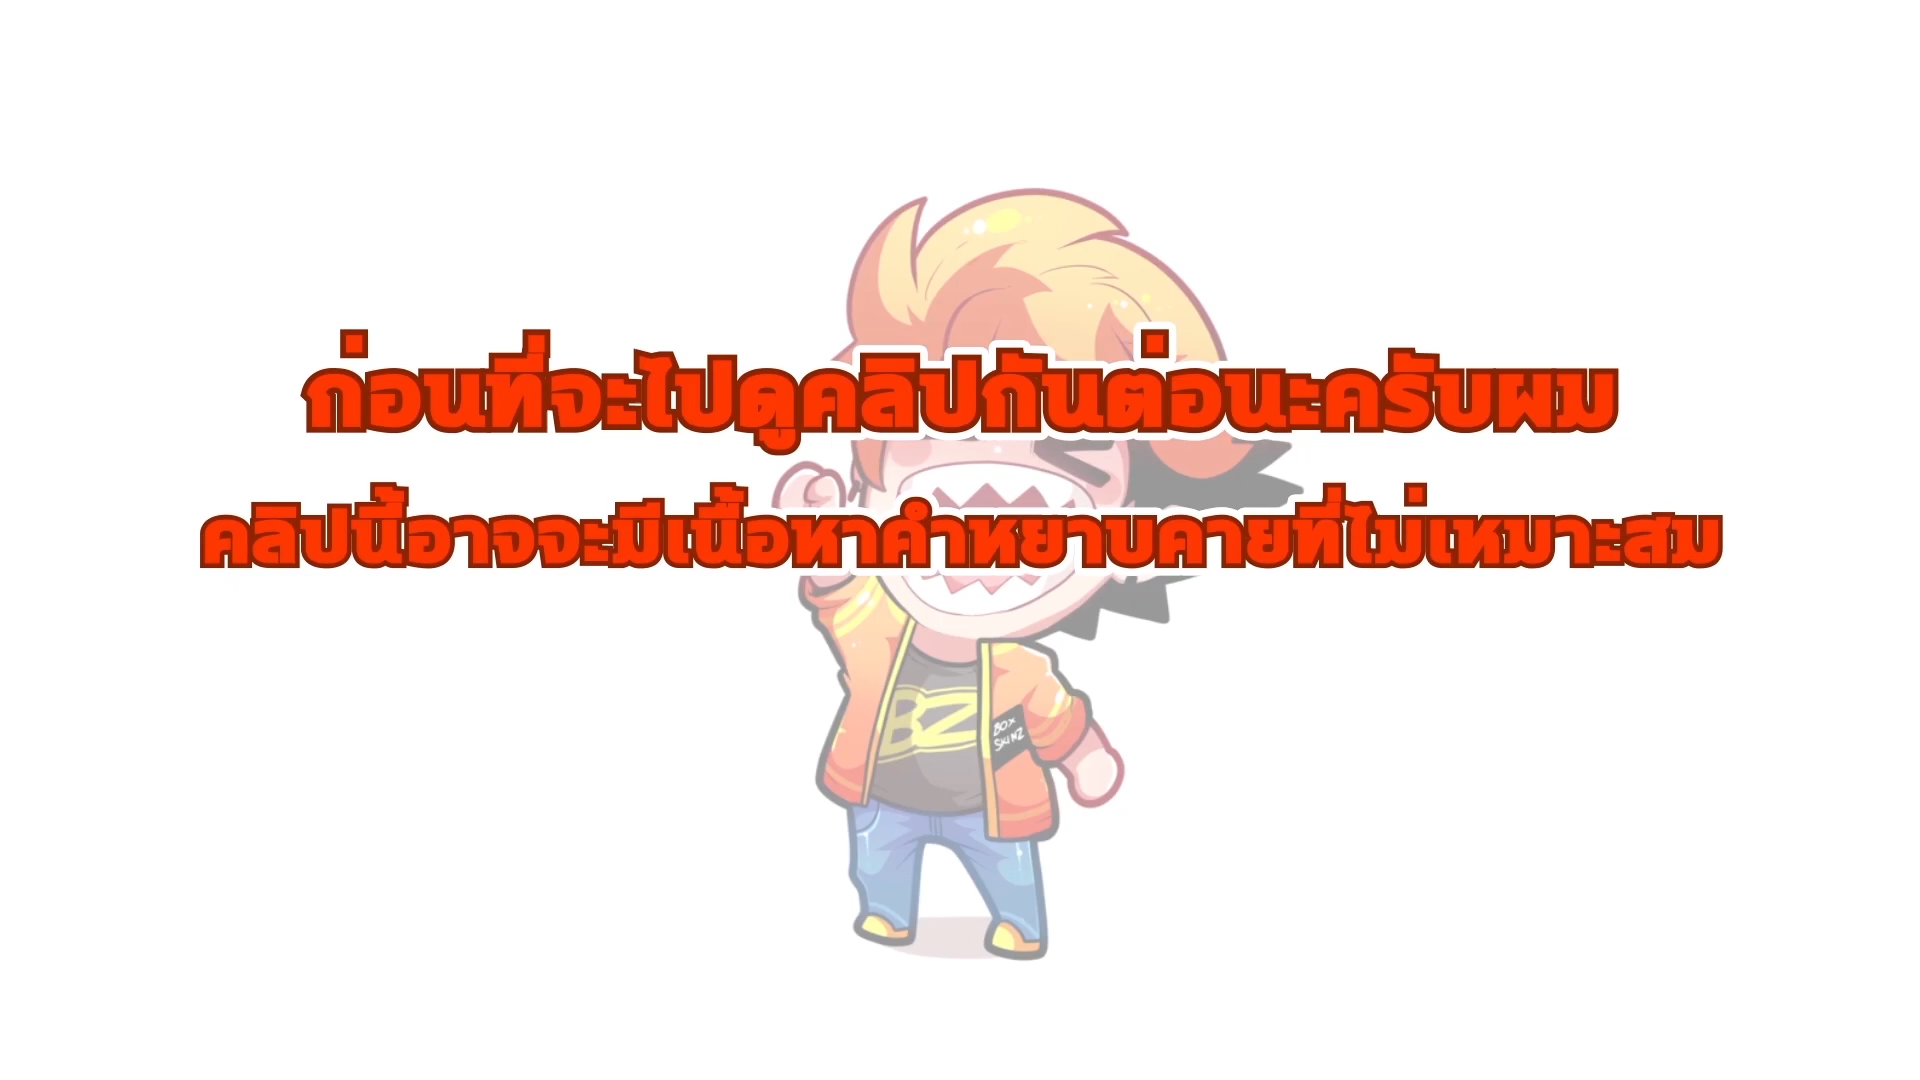 ก่อนที่จะไปดูคลิปกันต่อนะครับผม
คลิปนี้อาจจะมีเนื้อหาคำหยาบคายที่ไม่เหมาะสม
BZ
BOX
SKINZ